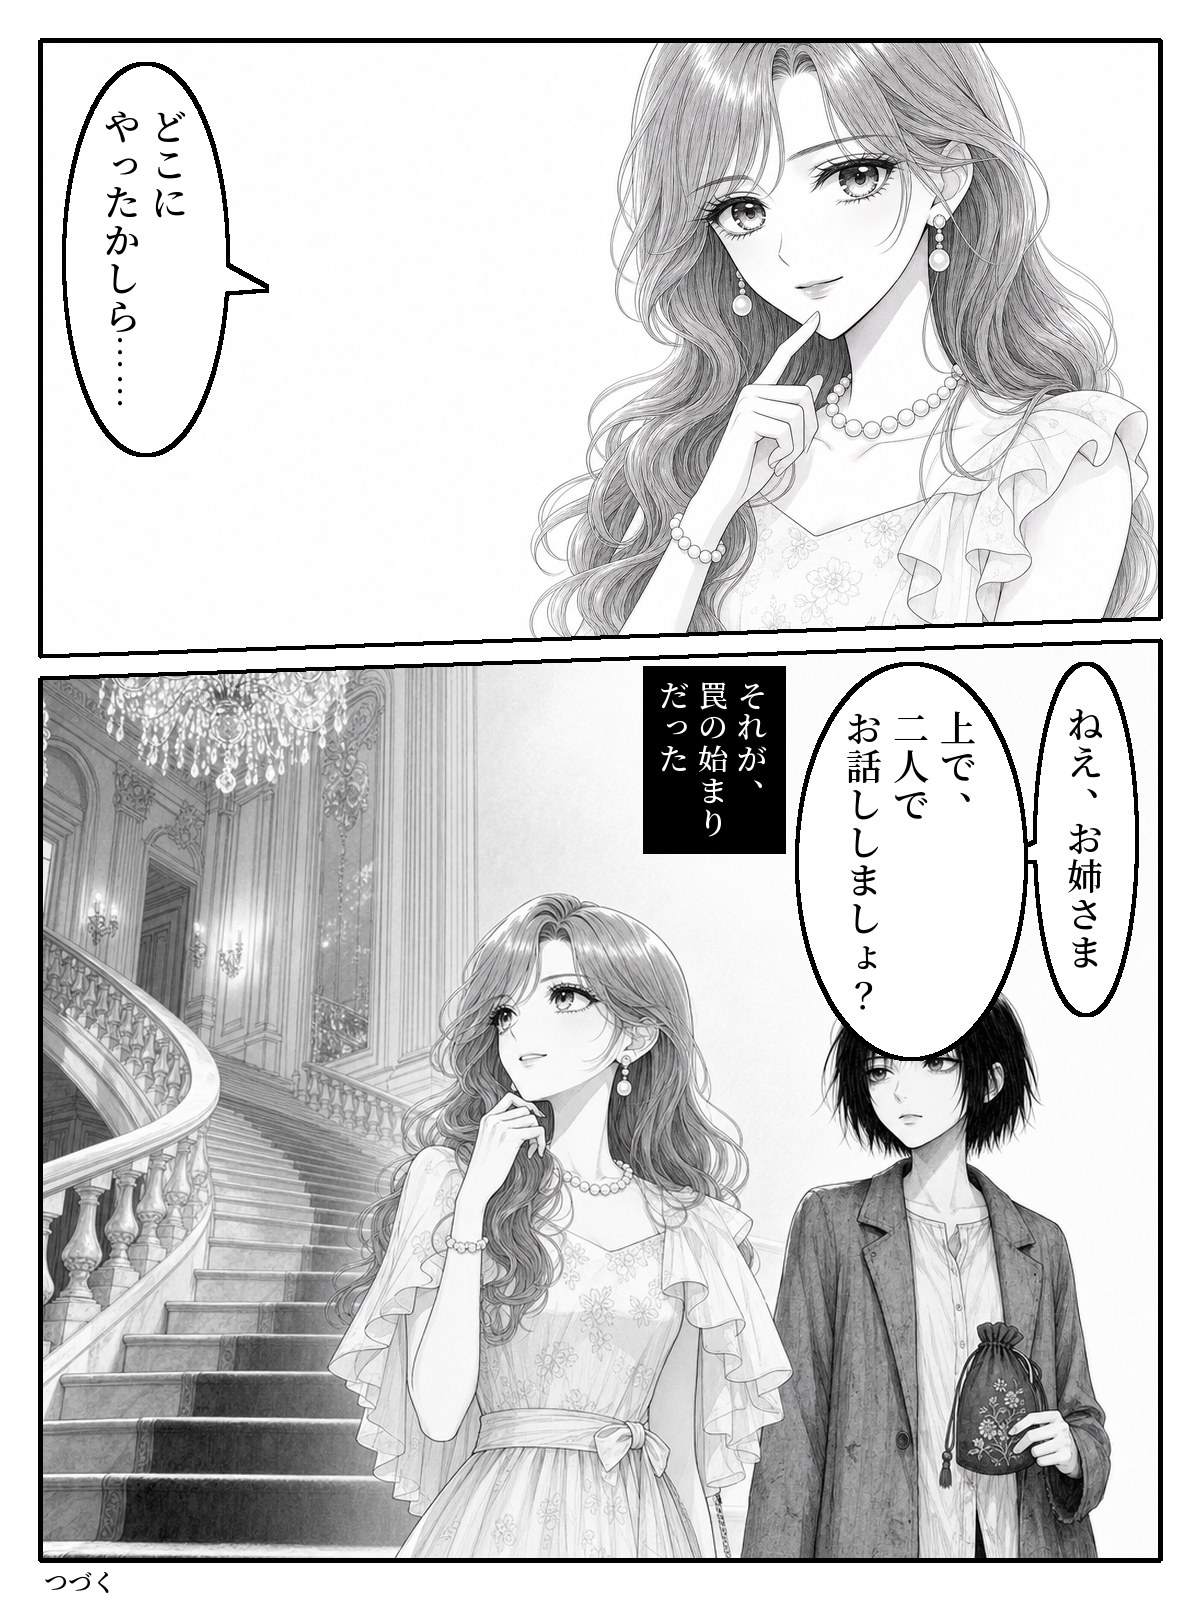 どこに
やったかしら……
ねえ、お姉さま
上で、
二人で
お話ししましょ？
それが、
罠の始まり
だった
つづく